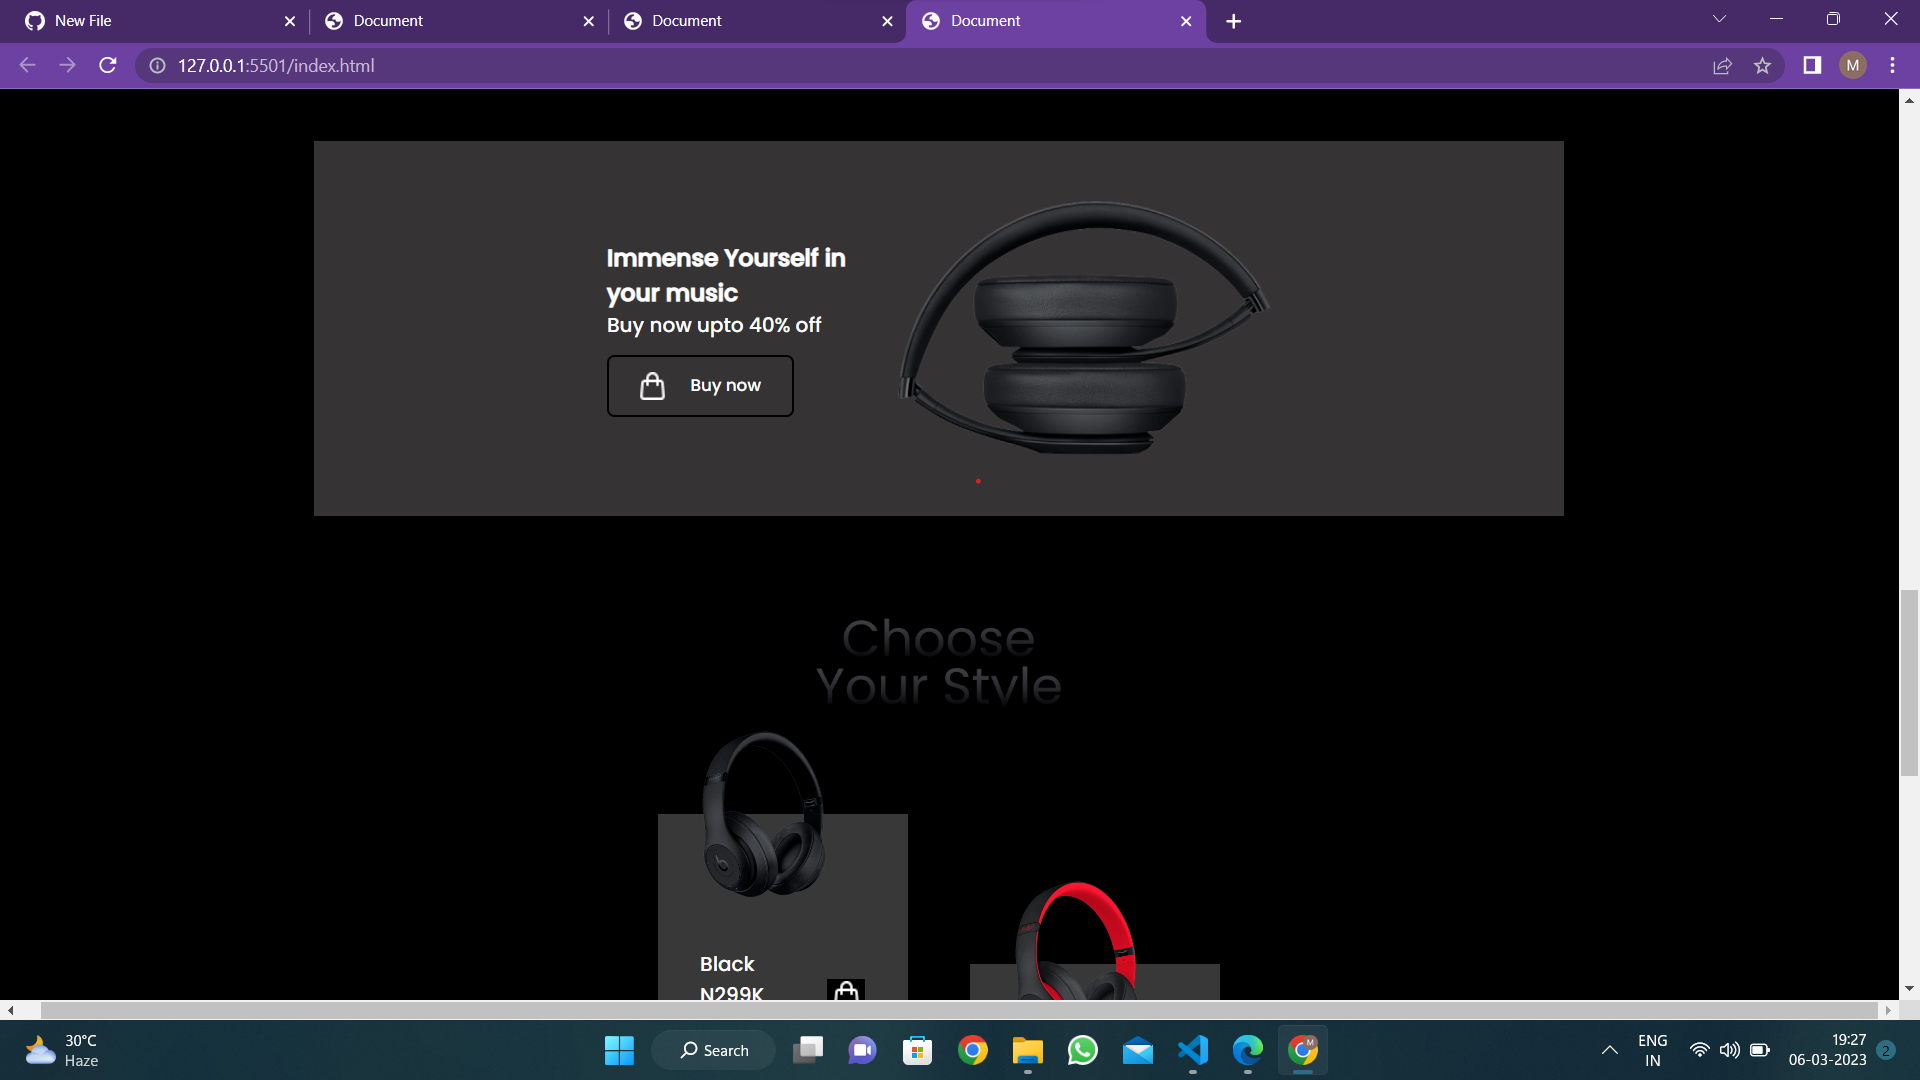 New File
Document
Document
Document
127.0.0.1:5501/index.html
M
Immense Yourself in
your music
Buy now upto 40% off
Buy now
Choose
Your Style
Black
N299K
30°C
Haze
Search
M
ENG
IN
19:27
06-03-2023
2